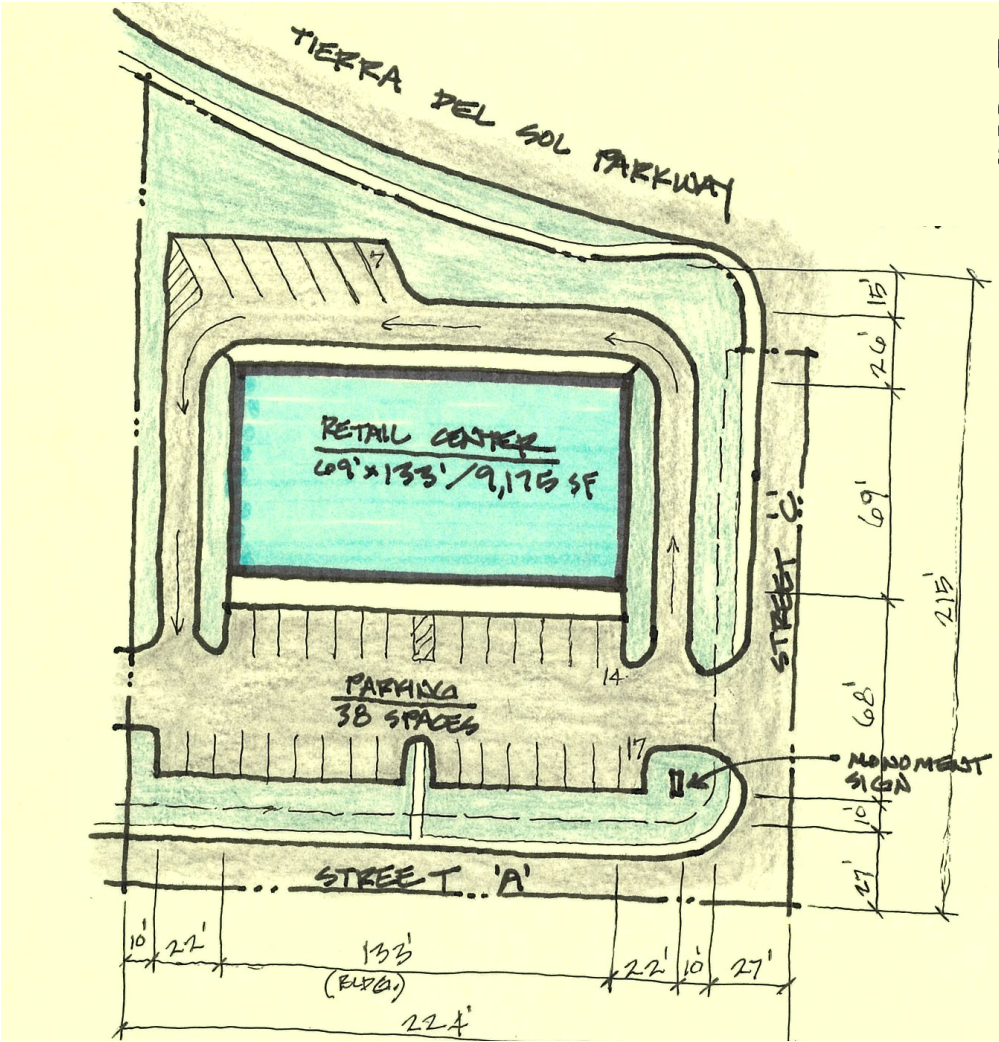 TIERRA DEL SOL PARKWAY
7
15'
26'
RETAIL CENTER
69'x133'/9,175 SF
69'
STREET 'C'
215'
14
PARKING
38 SPACES
68'
17
MONUMENT
SIGN
10'
27'
STREET 'A'
10'
22'
133'
(BLDG.)
22'
10'
27'
224'